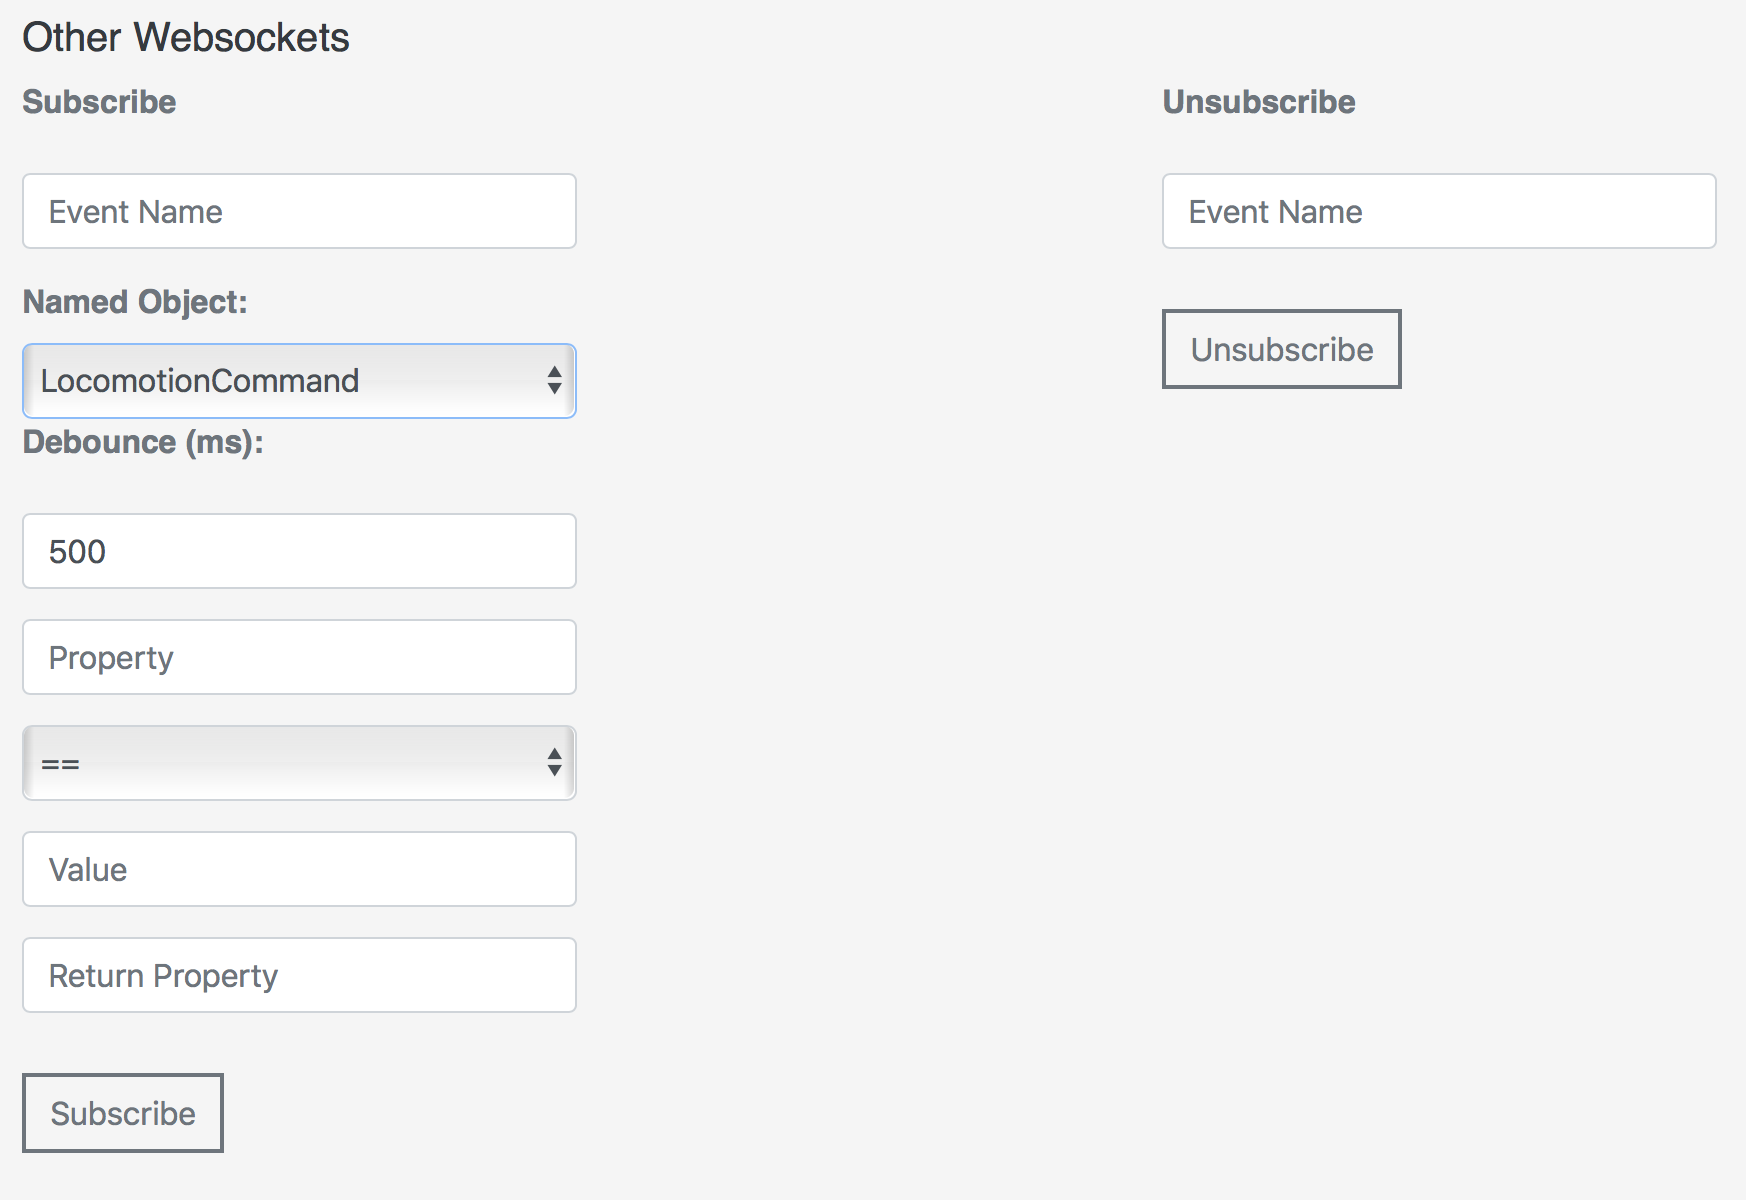 Other Websockets
Subscribe
Event Name
Named Object:
LocomotionCommand
Debounce (ms):
500
Property
==
Value
Return Property
Subscribe
Unsubscribe
Event Name
Unsubscribe